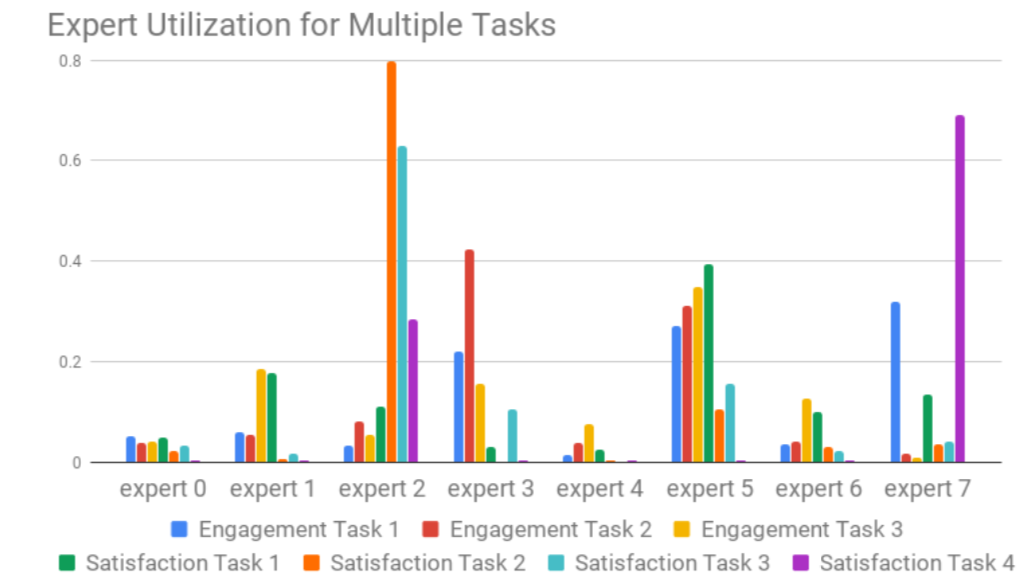 Expert Utilization for Multiple Tasks
0.8
0.6
0.4
0.2
0
expert 0 expert 1 expert 2 expert 3 expert 4 expert 5 expert 6 expert 7
Engagement Task 1 Engagement Task 2 Engagement Task 3
Satisfaction Task 1 Satisfaction Task 2 Satisfaction Task 3 Satisfaction Task 4